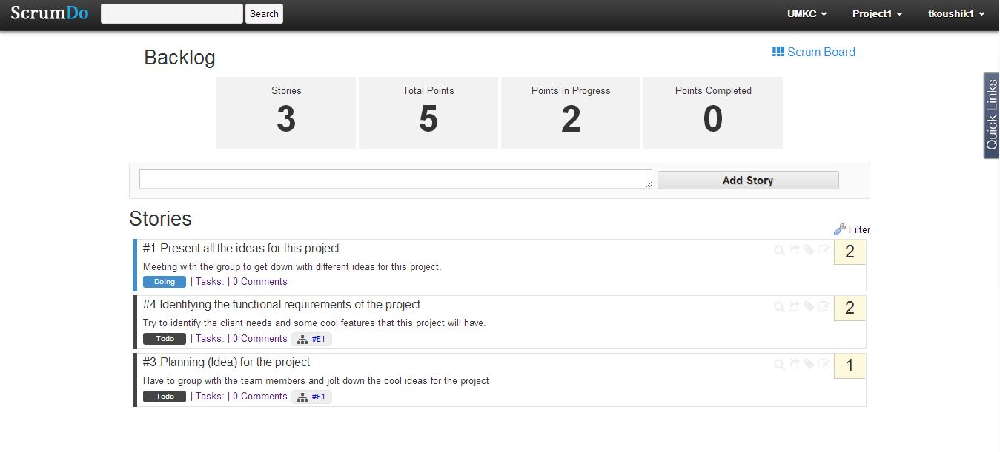 ScrumDo Search UMKC Project1 tkoushik1
Backlog
Scrum Board
Quick Links
Stories Total Points Points In Progress Points Completed
3 5 2 0
Add Story
Stories
Filter
#1 Present all the ideas for this project 2
Meeting with the group to get down with different ideas for this project.
Doing | Tasks: | 0 Comments
#4 Identifying the functional requirements of the project 2
Try to identify the client needs and some cool features that this project will have.
Todo | Tasks: | 0 Comments #E1
#3 Planning (Idea) for the project 1
Have to group with the team members and jolt down the cool ideas for the project
Todo | Tasks: | 0 Comments #E1